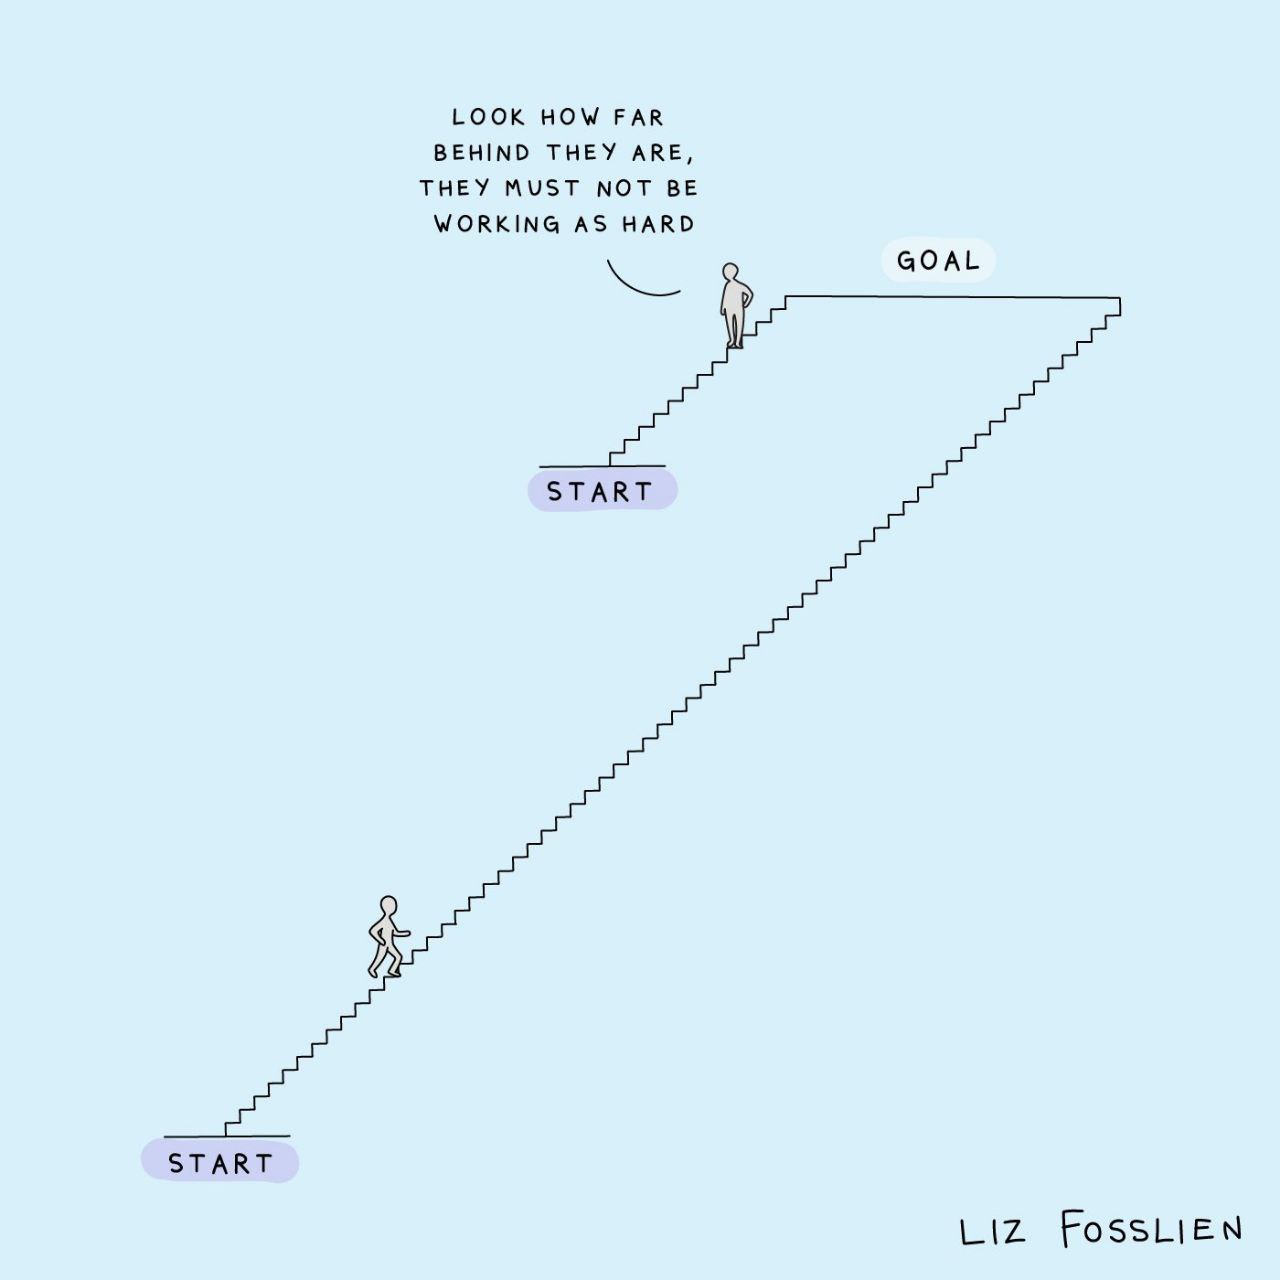 LOOK HOW FAR
BEHIND THEY ARE,
THEY MUST NOT BE
WORKING AS HARD
GOAL
START
START
LIZ FOSSLIEN